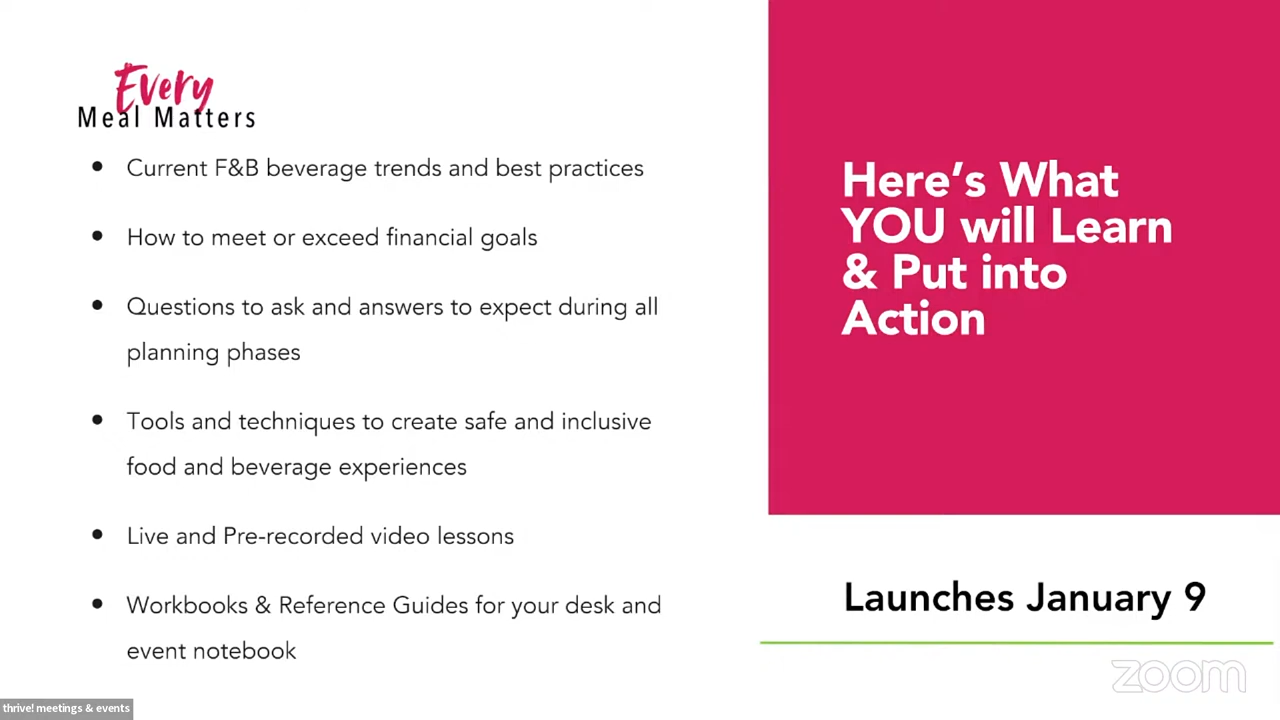 Every
Meal Matters
• Current F&B beverage trends and best practices
• How to meet or exceed financial goals
• Questions to ask and answers to expect during all
planning phases
• Tools and techniques to create safe and inclusive
food and beverage experiences
• Live and Pre-recorded video lessons
• Workbooks & Reference Guides for your desk and
event notebook
Here's What
YOU will Learn
& Put into
Action
Launches January 9
zoom
thrive! meetings & events